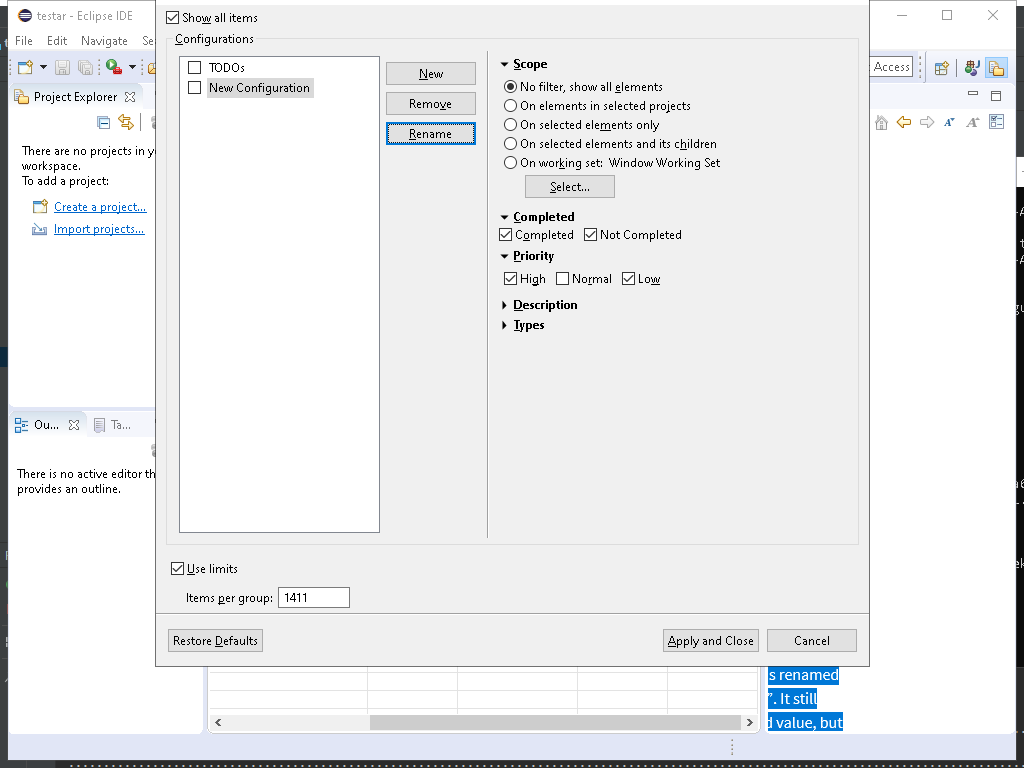 testar - Eclipse IDE
File Edit Navigate Se
Access
Project Explorer
There are no projects in y
workspace.
To add a project:
Create a project...
Import projects...
Ou... Ta...
There is no active editor th
provides an outline.
Show all items
Configurations
TODOs
New Configuration
New
Remove
Rename
Scope
No filter, show all elements
On elements in selected projects
On selected elements only
On selected elements and its children
On working set: Window Working Set
Select...
Completed
Completed Not Completed
Priority
High Normal Low
Description
Types
Use limits
Items per group: 1411
Restore Defaults Apply and Close Cancel
s renamed
”. It still
d value, but